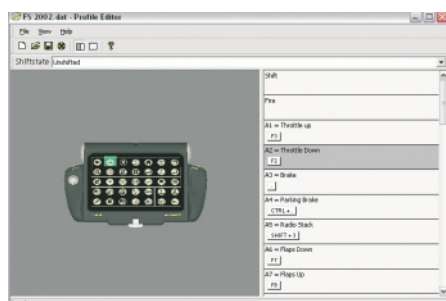 FS 2002.dat - Profile Editor
File View Help
Shiftstate Unshifted
Shift
Fire
A1 = Throttle up
F3
A2 = Throttle Down
F2
A3 = Brake
.
A4 = Parking Brake
CTRL + .
A5 = Radio Stack
SHIFT + 2
A6 = Flaps Down
F7
A7 = Flaps Up